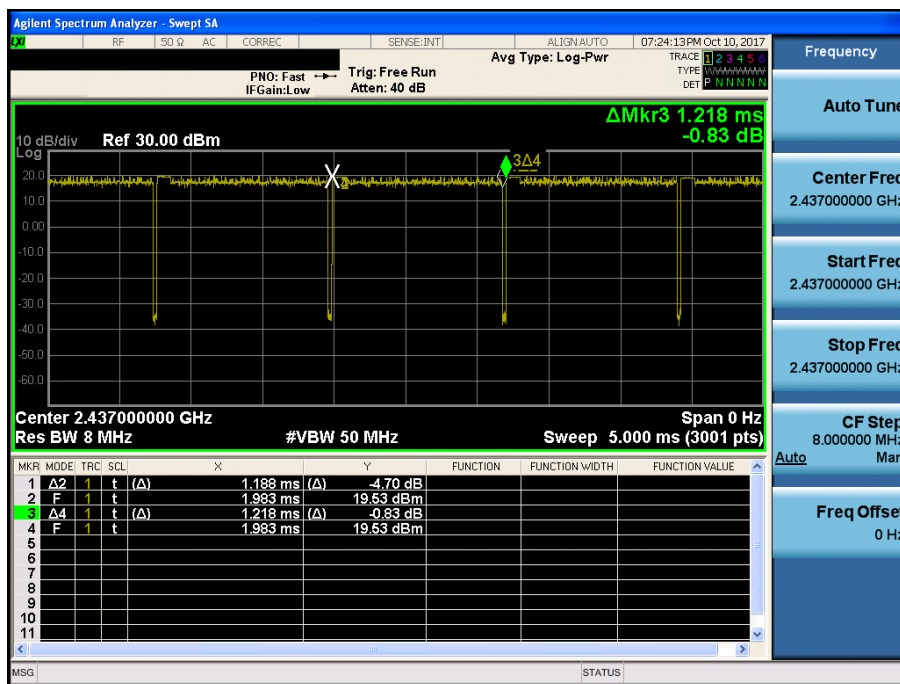 Agilent Spectrum Analyzer - Swept SA
LXI RF 50 Ω AC CORREC SENSE:INT ALIGNAUTO 07:24:13PM Oct 10, 2017
Avg Type: Log-Pwr TRACE 1 2 3 4 5 6
PNO: Fast Trig: Free Run TYPE WWWWWW
IFGain:Low Atten: 40 dB DET P N N N N N
Frequency
Auto Tune
ΔMkr3 1.218 ms
-0.83 dB
10 dB/div Ref 30.00 dBm
Log
3Δ4
20.0
10.0
0.00
-10.0
-20.0
-30.0
-40.0
-50.0
-60.0
Center 2.437000000 GHz Span 0 Hz
Res BW 8 MHz #VBW 50 MHz Sweep 5.000 ms (3001 pts)
Center Freq
2.437000000 GHz
Start Freq
2.437000000 GHz
Stop Freq
2.437000000 GHz
CF Step
8.000000 MHz
Auto Man
Freq Offset
0 Hz
MKR MODE TRC SCL X Y FUNCTION FUNCTION WIDTH FUNCTION VALUE
1 Δ2 1 t (Δ) 1.188 ms (Δ) -4.70 dB
2 F 1 t 1.983 ms 19.53 dBm
3 Δ4 1 t (Δ) 1.218 ms (Δ) -0.83 dB
4 F 1 t 1.983 ms 19.53 dBm
5
6
7
8
9
10
11
MSG STATUS